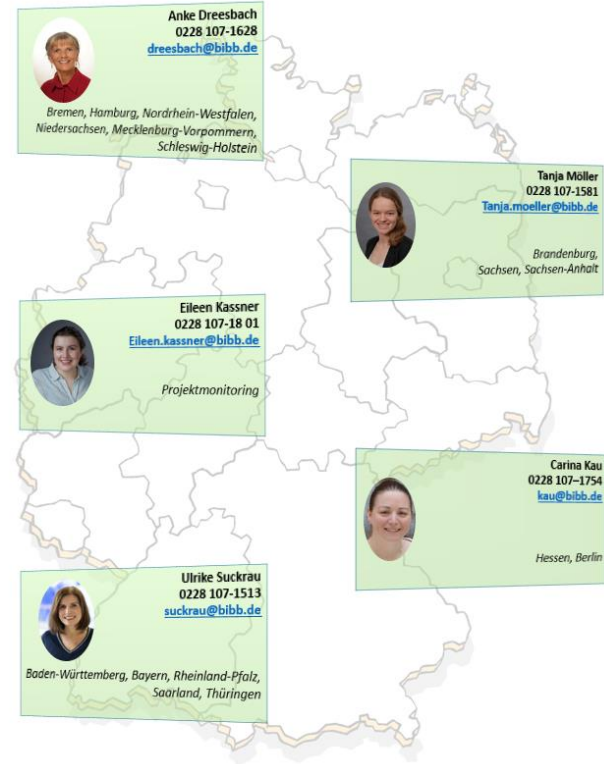 Anke Dreesbach
0228 107-1628
dreesbach@bibb.de
Bremen, Hamburg, Nordrhein-Westfalen,
Niedersachsen, Mecklenburg-Vorpommern,
Schleswig-Holstein
Tanja Möller
0228 107-1581
Tanja.moeller@bibb.de
Brandenburg,
Sachsen, Sachsen-Anhalt
Eileen Kassner
0228 107-18 01
Eileen.kassner@bibb.de
Projektmonitoring
Carina Kau
0228 107–1754
kau@bibb.de
Hessen, Berlin
Ulrike Suckrau
0228 107-1513
suckrau@bibb.de
Baden-Württemberg, Bayern, Rheinland-Pfalz,
Saarland, Thüringen